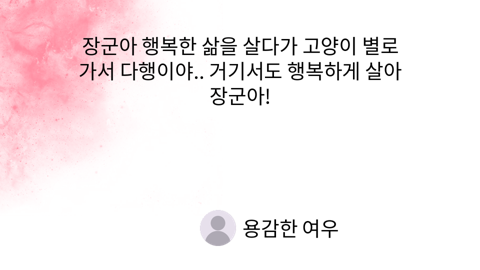 장군아 행복한 삶을 살다가 고양이 별로
가서 다행이야.. 거기서도 행복하게 살아
장군아!
용감한 여우